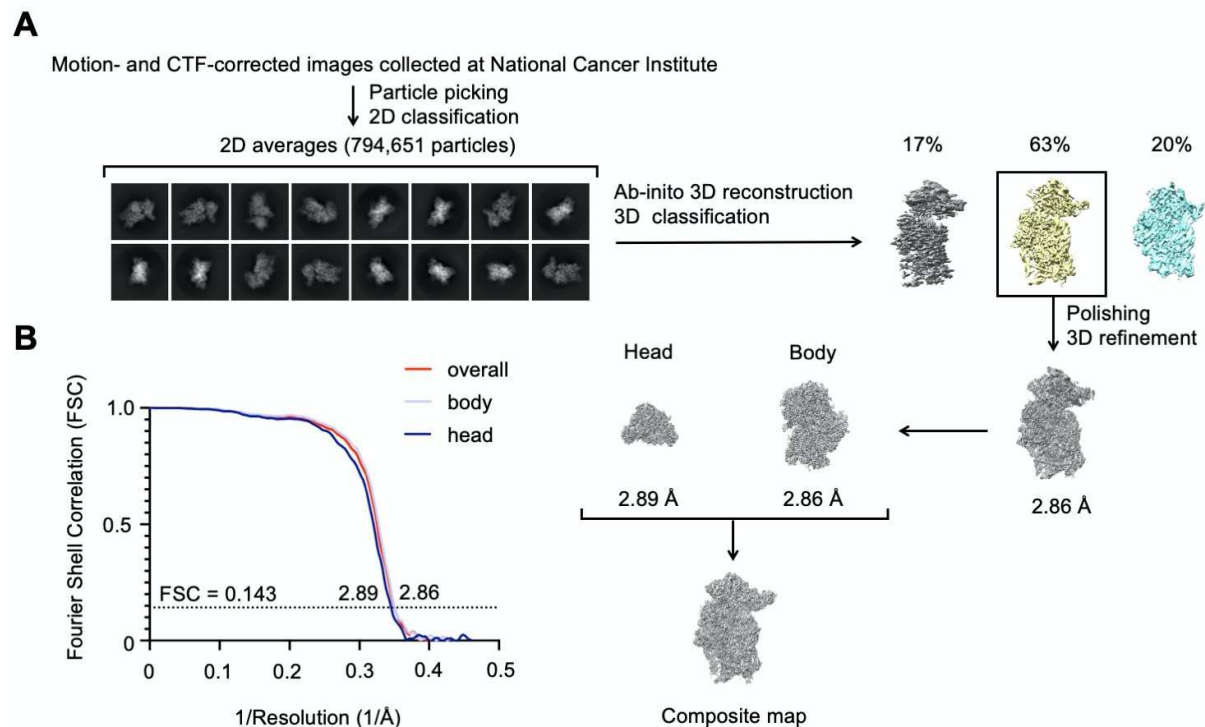 A
Motion- and CTF-corrected images collected at National Cancer Institute
Particle picking
2D classification
2D averages (794,651 particles)
Ab-inito 3D reconstruction
3D classification
17%
63%
20%
Polishing
3D refinement
Head
Body
2.89 Å
2.86 Å
2.86 Å
Composite map
B
overall
body
head
Fourier Shell Correlation (FSC)
1.0
0.5
0
FSC = 0.143
2.89
2.86
0
0.1
0.2
0.3
0.4
0.5
1/Resolution (1/Å)